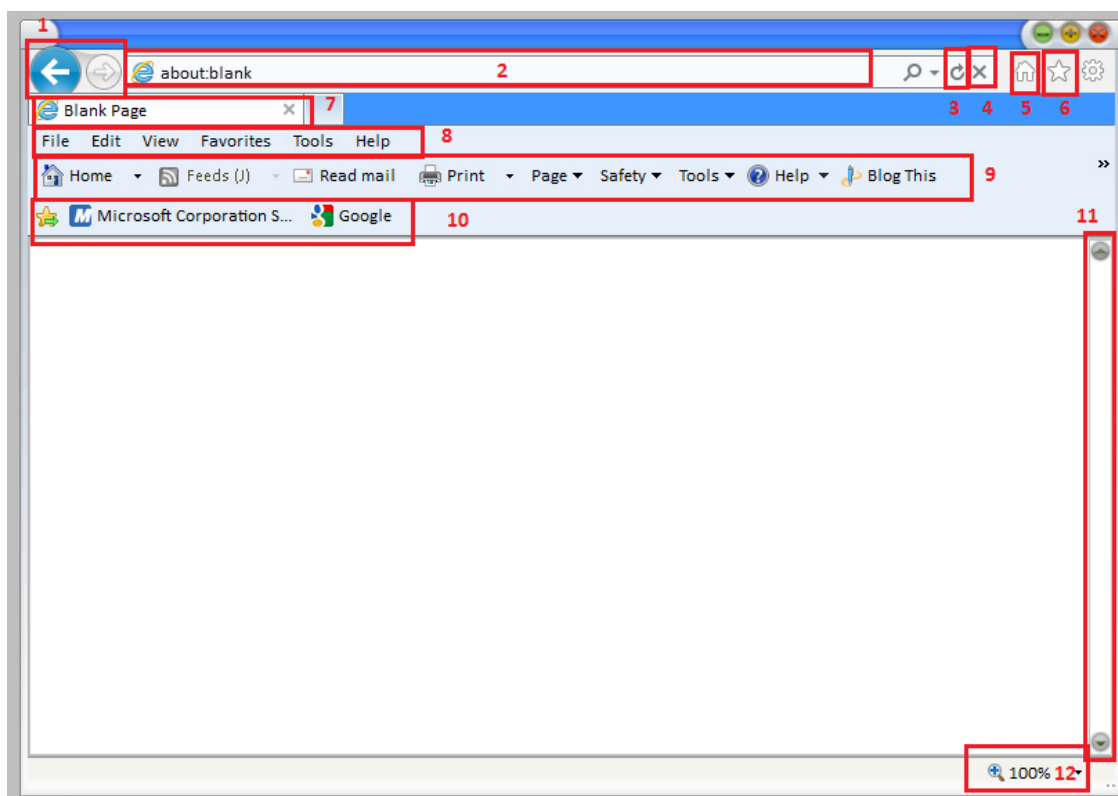 1
about:blank 2
Blank Page 7 3 4 5 6
File Edit View Favorites Tools Help 8
Home Feeds (J) Read mail Print Page Safety Tools Help Blog This 9 »
M Microsoft Corporation S... Google 10 11
100% 12